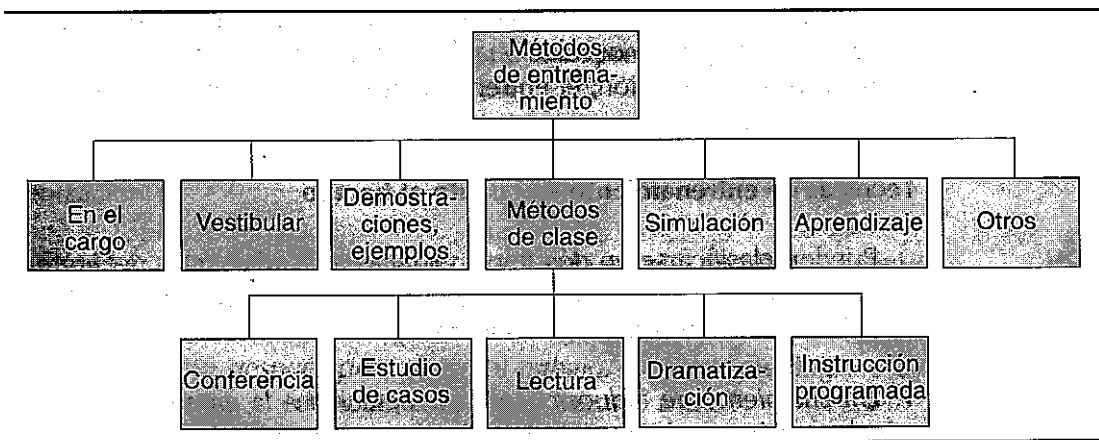 Métodos
de entrena-
miento
En el
cargo
Vestibular
Demostra-
ciones,
ejemplos
Métodos
de clase
Simulación
Aprendizaje
Otros
Conferencia
Estudio
de casos
Lectura
Dramatiza-
ción
Instrucción
programada